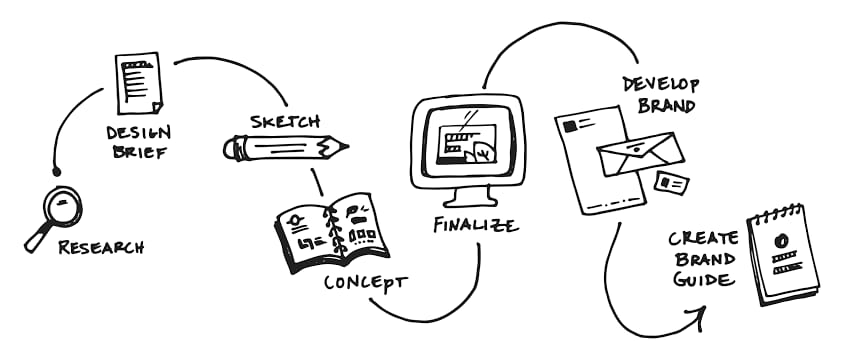 RESEARCH
DESIGN
BRIEF
SKETCH
CONCEPT
FINALIZE
DEVELOP
BRAND
CREATE
BRAND
GUIDE